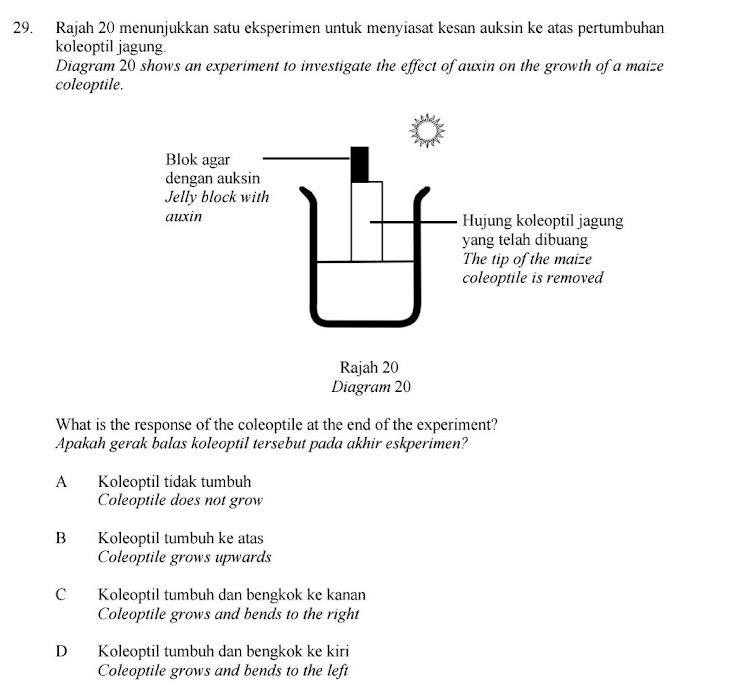 29. Rajah 20 menunjukkan satu eksperimen untuk menyiasat kesan auksin ke atas pertumbuhan
koleoptil jagung.
Diagram 20 shows an experiment to investigate the effect of auxin on the growth of a maize
coleoptile.
Blok agar
dengan auksin
Jelly block with
auxin
Hujung koleoptil jagung
yang telah dibuang
The tip of the maize
coleoptile is removed
Rajah 20
Diagram 20
What is the response of the coleoptile at the end of the experiment?
Apakah gerak balas koleoptil tersebut pada akhir eskperimen?
A Koleoptil tidak tumbuh
Coleoptile does not grow
B Koleoptil tumbuh ke atas
Coleoptile grows upwards
C Koleoptil tumbuh dan bengkok ke kanan
Coleoptile grows and bends to the right
D Koleoptil tumbuh dan bengkok ke kiri
Coleoptile grows and bends to the left